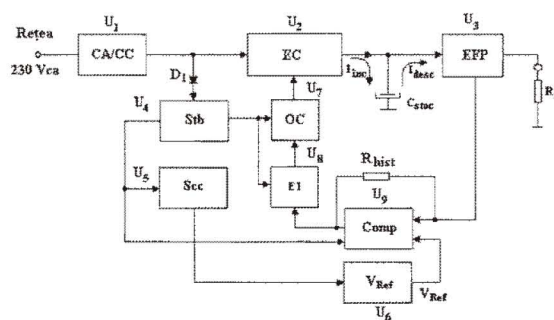 U1 U2 U3
Reţea
CA/CC EC EFP
230 Vca
D1
Iinc Idesc
Cstoc
R
U4 U7
Stb OC
U8
U5
Scc EI
Rhist
U9
Comp
VRef
VRef
U6